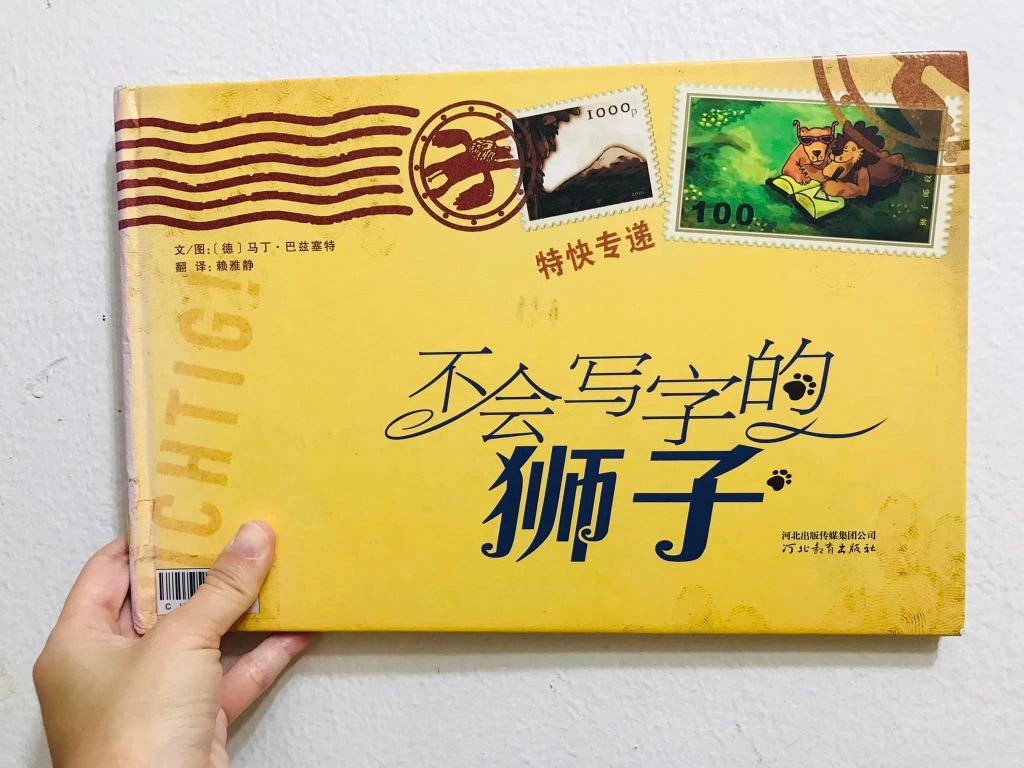 1000p
100
文/图:〔德〕马丁·巴兹塞特
翻 译: 赖雅静
特快专递
CHTIG!
不会写字的
狮子
河北出版传媒集团公司
河北教育出版社